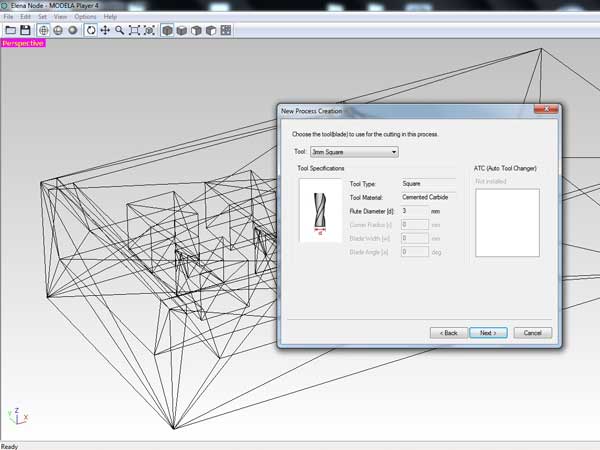 Elena Node - MODELA Player 4
File Edit Set View Options Help
Perspective
New Process Creation
Choose the tool(blade) to use for the cutting in this process.
Tool: 3mm Square
Tool Specifications
ATC (Auto Tool Changer)
Not installed
Tool Type: Square
Tool Material: Cemented Carbide
Flute Diameter [d]: 3 mm
Corner Radius [r]: 0 mm
Blade Width [w]: 0 mm
Blade Angle [a]: 0 deg
d
< Back Next > Cancel
Z
Y X
Ready